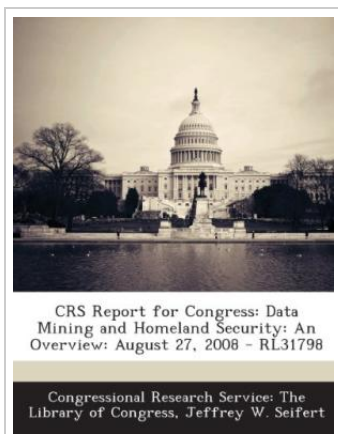 CRS Report for Congress: Data
Mining and Homeland Security: An
Overview: August 27, 2008 - RL31798
Congressional Research Service: The
Library of Congress, Jeffrey W. Seifert